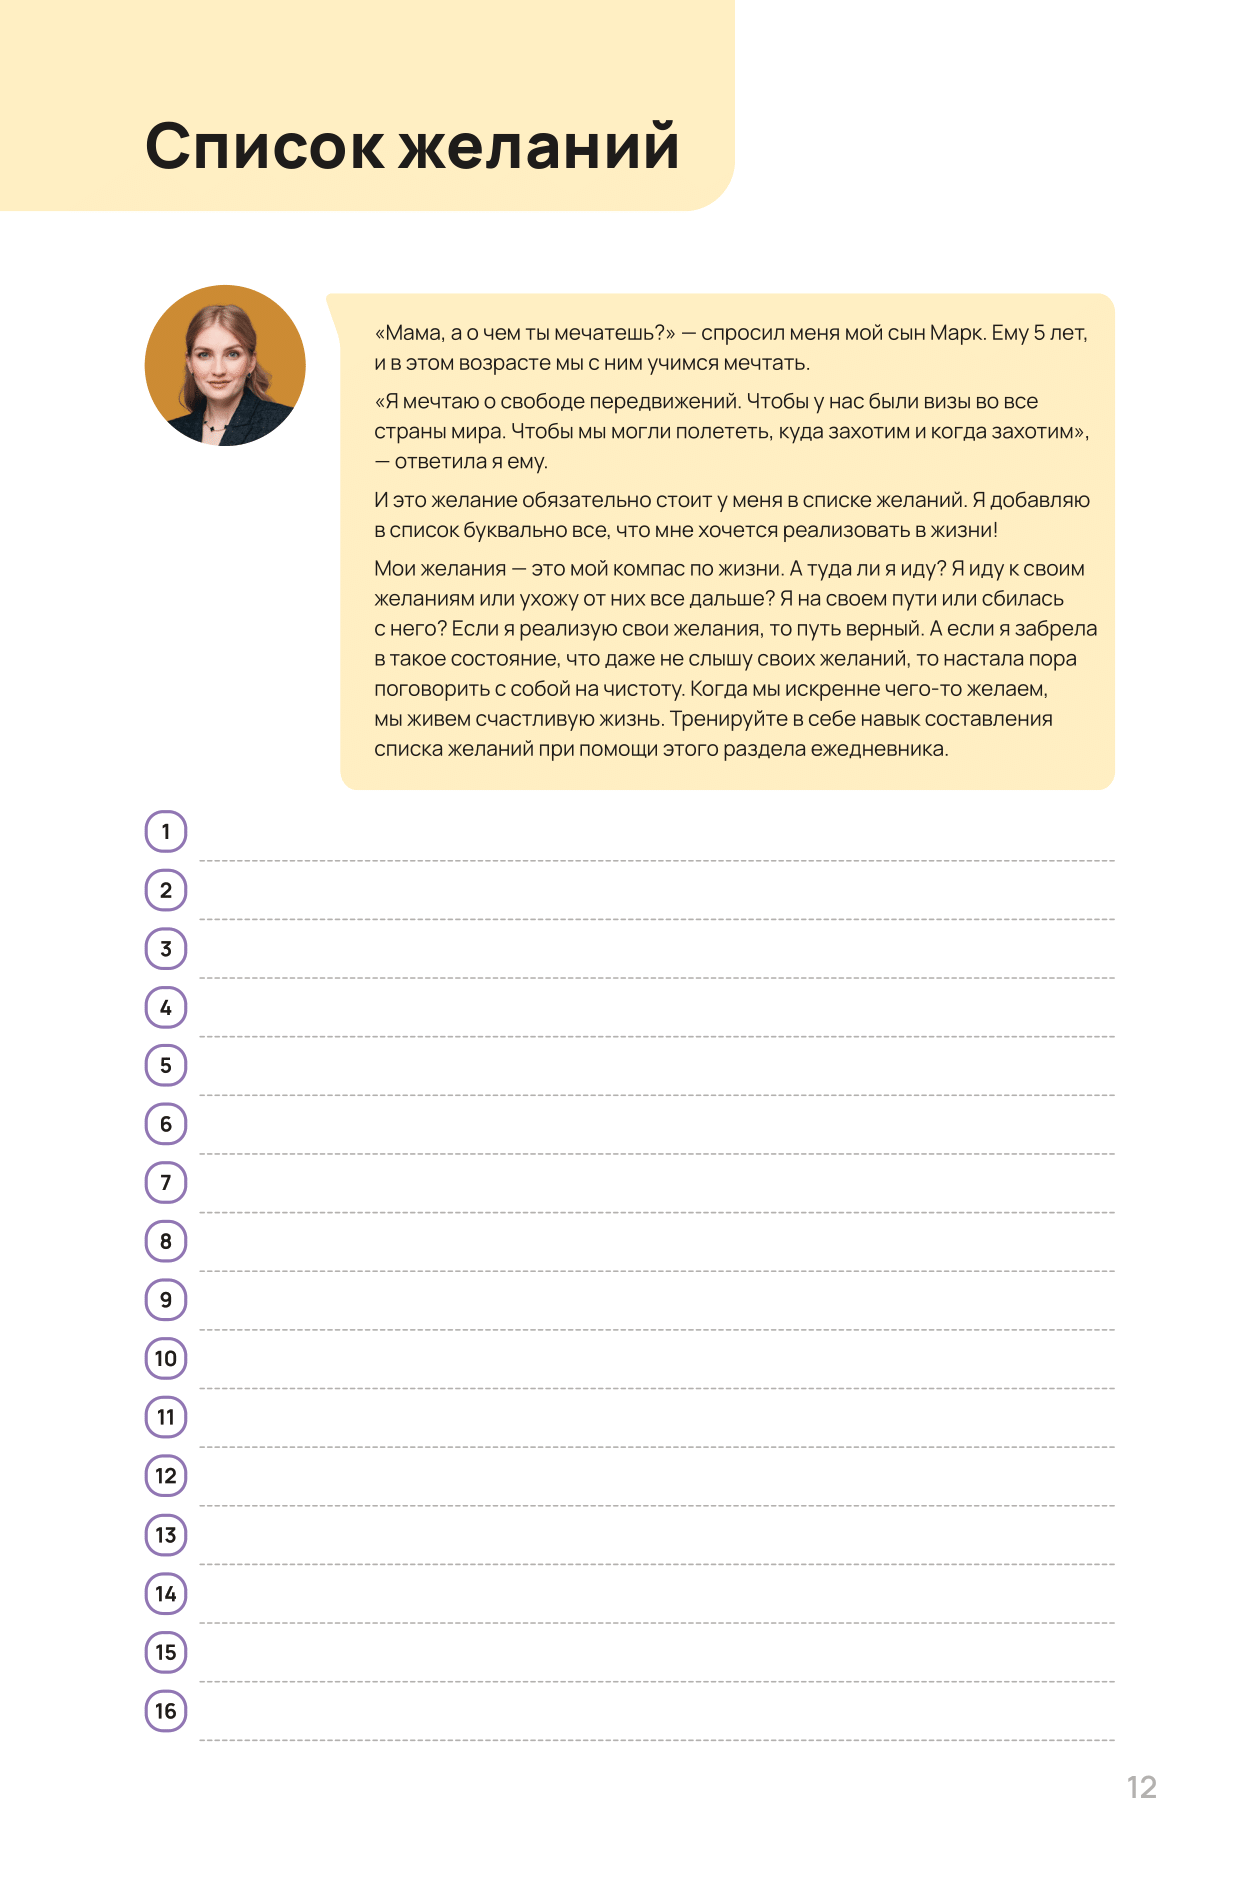 Список желаний
«Мама, а о чем ты мечатешь?» — спросил меня мой сын Марк. Ему 5 лет,
и в этом возрасте мы с ним учимся мечтать.
«Я мечтаю о свободе передвижений. Чтобы у нас были визы во все
страны мира. Чтобы мы могли полететь, куда захотим и когда захотим»,
— ответила я ему.
И это желание обязательно стоит у меня в списке желаний. Я добавляю
в список буквально все, что мне хочется реализовать в жизни!
Мои желания — это мой компас по жизни. А туда ли я иду? Я иду к своим
желаниям или ухожу от них все дальше? Я на своем пути или сбилась
с него? Если я реализую свои желания, то путь верный. А если я забрела
в такое состояние, что даже не слышу своих желаний, то настала пора
поговорить с собой на чистоту. Когда мы искренне чего-то желаем,
мы живем счастливую жизнь. Тренируйте в себе навык составления
списка желаний при помощи этого раздела ежедневника.
1
2
3
4
5
6
7
8
9
10
11
12
13
14
15
16
12